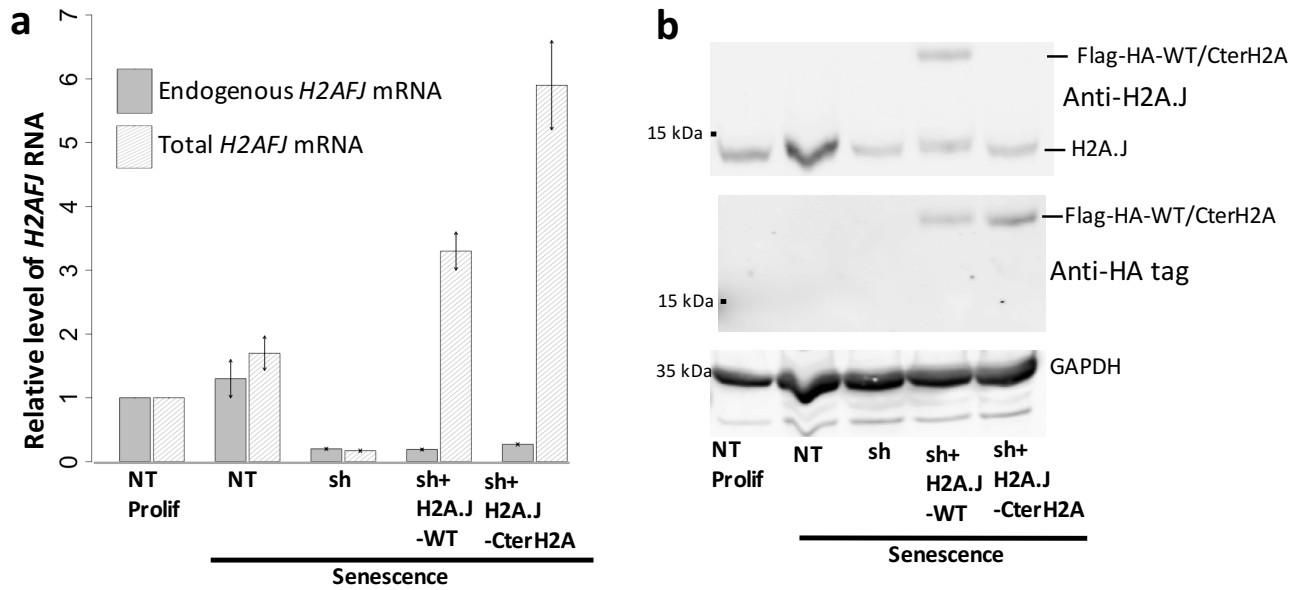 a
Relative level of H2AFJ RNA
7
6
5
4
3
2
1
0
Endogenous H2AFJ mRNA
Total H2AFJ mRNA
NT
Prolif
NT
sh
sh+
H2A.J
-WT
sh+
H2A.J
-CterH2A
Senescence
b
Flag-HA-WT/CterH2A
Anti-H2A.J
15 kDa
H2A.J
Flag-HA-WT/CterH2A
Anti-HA tag
15 kDa
35 kDa
GAPDH
NT
Prolif
NT
sh
sh+
H2A.J
-WT
sh+
H2A.J
-CterH2A
Senescence